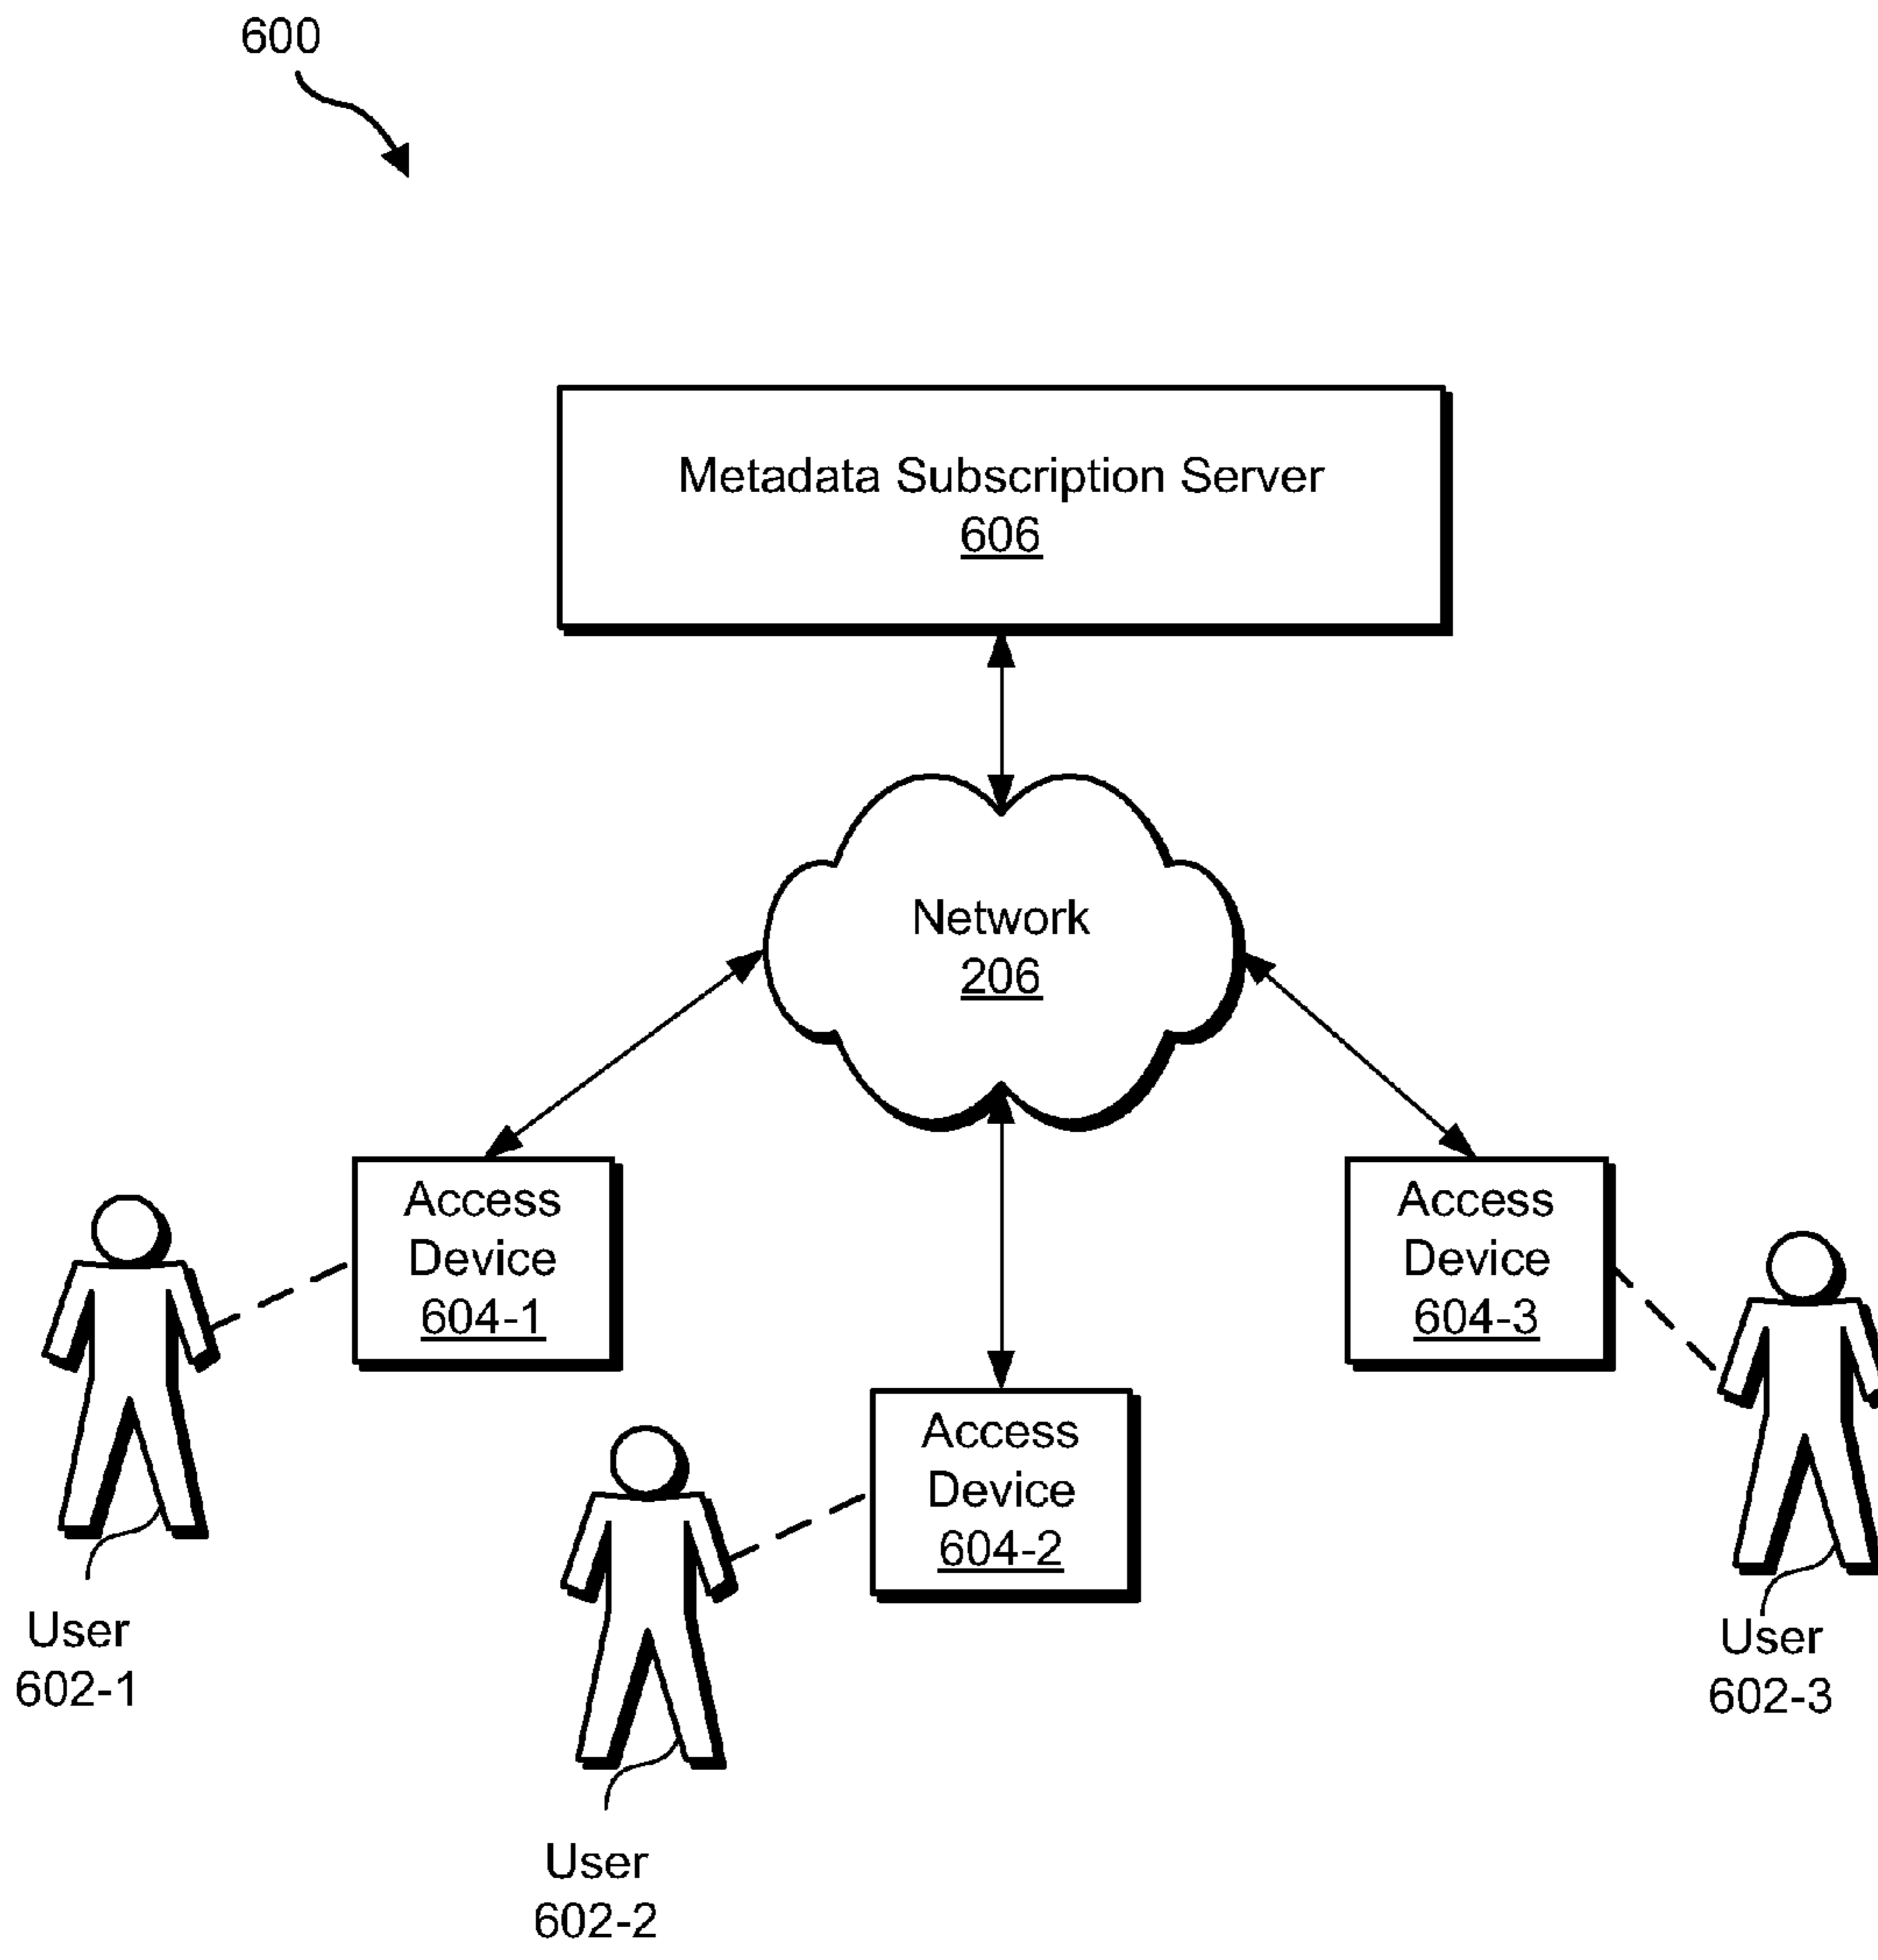 600
Metadata Subscription Server
606
Network
206
Access
Device
604-1
Access
Device
604-3
Access
Device
604-2
User
602-1
User
602-3
User
602-2